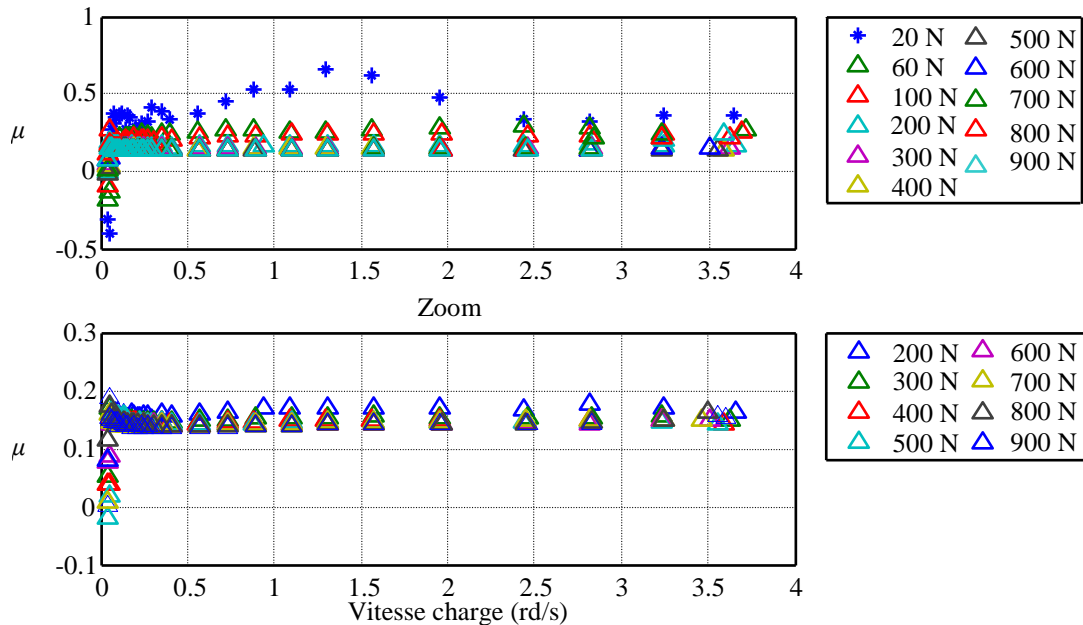 1
0.5
0
-0.5
μ
0 0.5 1 1.5 2 2.5 3 3.5 4
20 N
60 N
100 N
200 N
300 N
400 N
500 N
600 N
700 N
800 N
900 N
Zoom
0.3
0.2
0.1
0
-0.1
μ
0 0.5 1 1.5 2 2.5 3 3.5 4
Vitesse charge (rd/s)
200 N
300 N
400 N
500 N
600 N
700 N
800 N
900 N